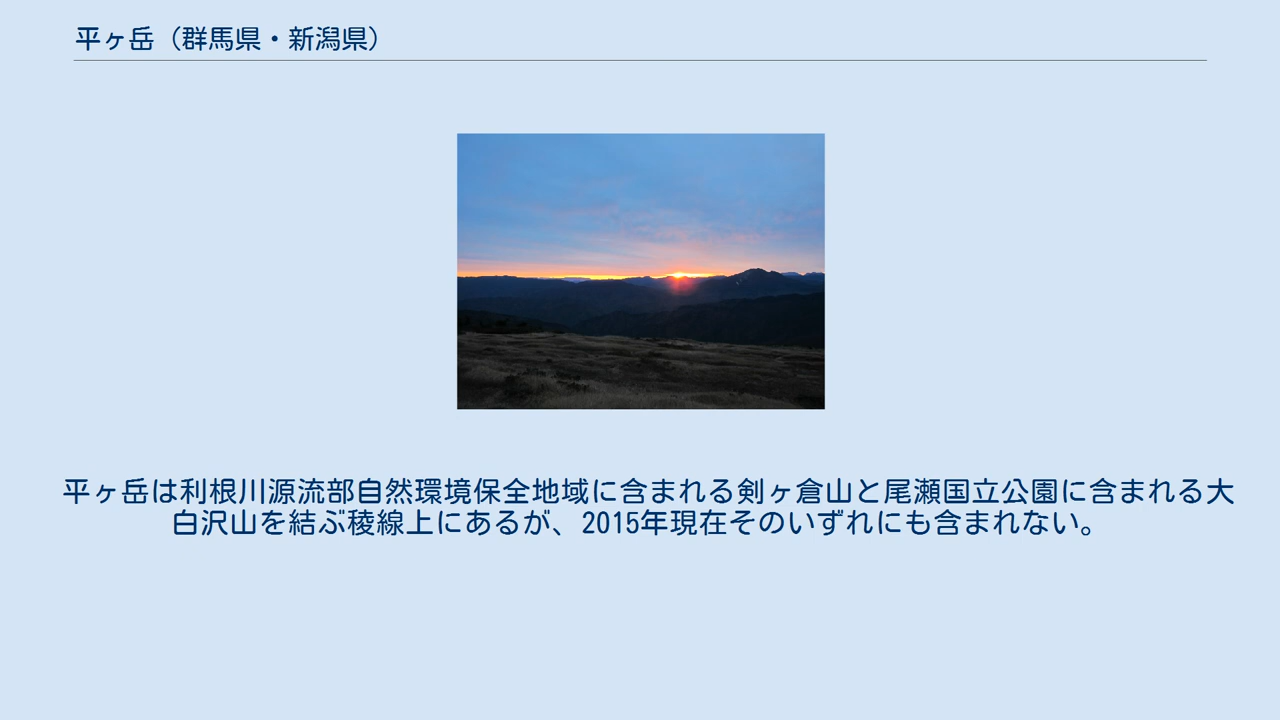 平ヶ岳（群馬県・新潟県）
平ヶ岳は利根川源流部自然環境保全地域に含まれる剣ヶ倉山と尾瀬国立公園に含まれる大
白沢山を結ぶ稜線上にあるが、2015年現在そのいずれにも含まれない。